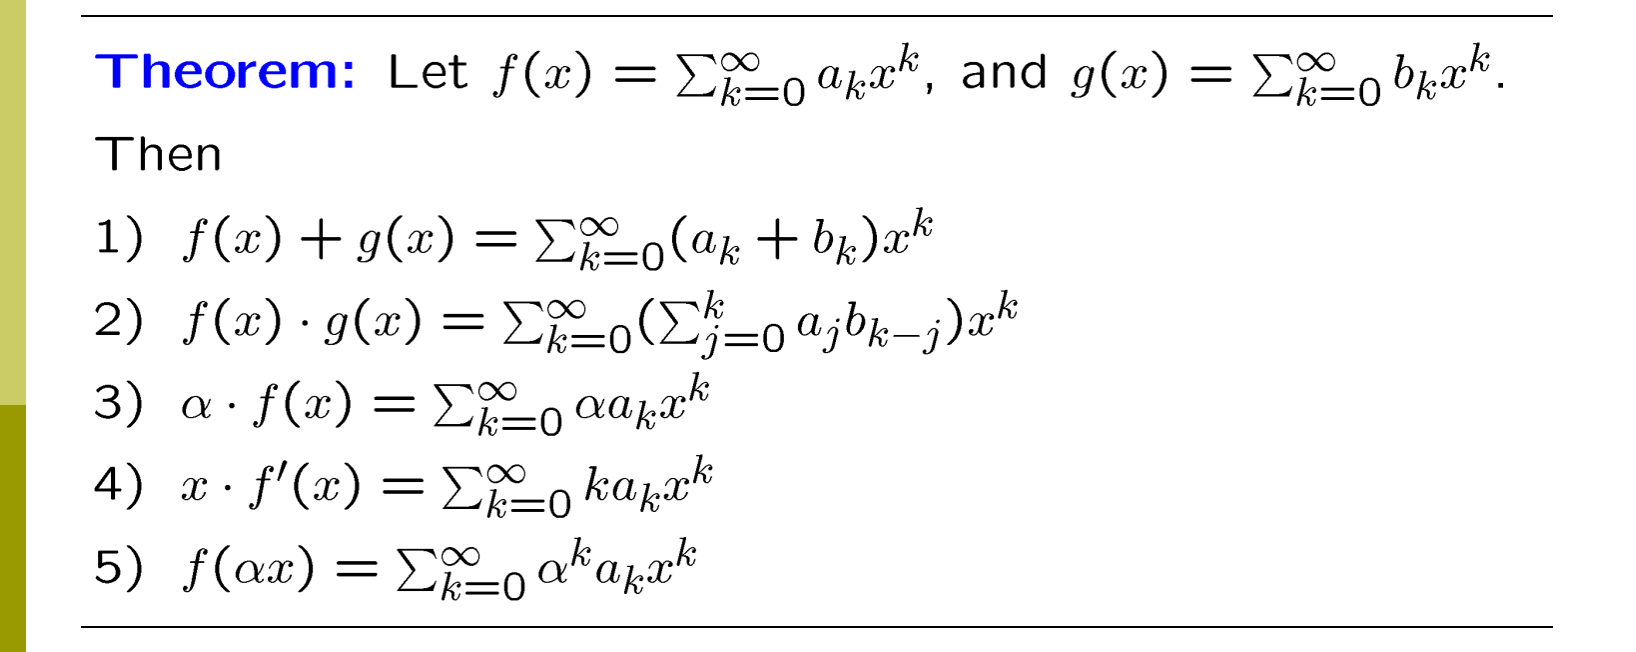 Theorem: Let f(x) = ∑_{k=0}^{∞} a_k x^k, and g(x) = ∑_{k=0}^{∞} b_k x^k.
Then
1) f(x) + g(x) = ∑_{k=0}^{∞} (a_k + b_k)x^k
2) f(x) · g(x) = ∑_{k=0}^{∞} (∑_{j=0}^{k} a_j b_{k−j})x^k
3) α · f(x) = ∑_{k=0}^{∞} αa_k x^k
4) x · f′(x) = ∑_{k=0}^{∞} ka_k x^k
5) f(αx) = ∑_{k=0}^{∞} α^k a_k x^k